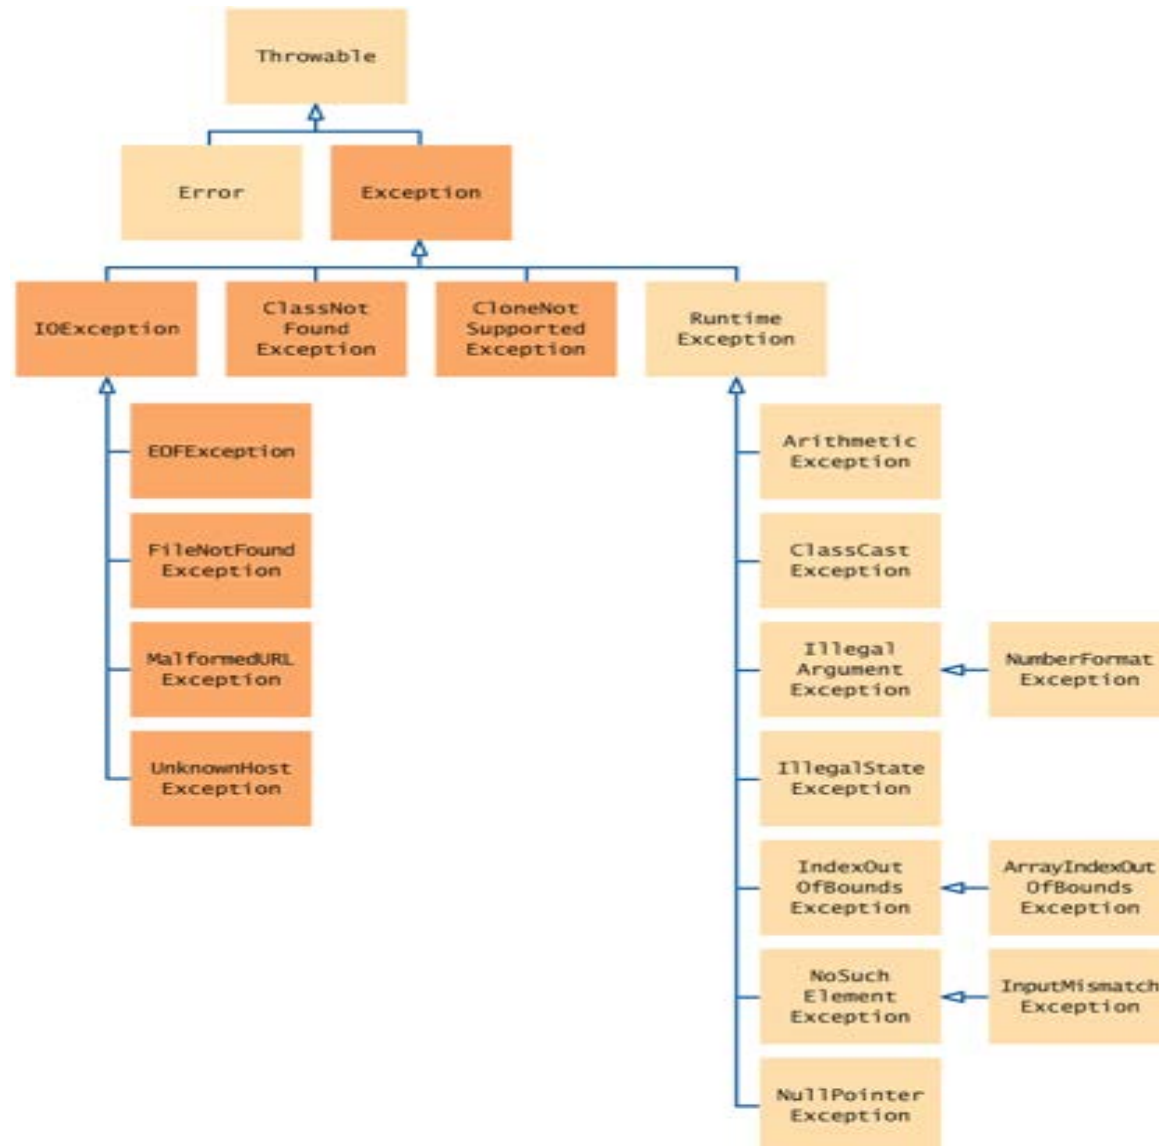 Throwable
Error
Exception
IOException
ClassNot
Found
Exception
CloneNot
Supported
Exception
Runtime
Exception
EOFException
FileNotFound
Exception
MalformedURL
Exception
UnknownHost
Exception
Arithmetic
Exception
ClassCast
Exception
Illegal
Argument
Exception
NumberFormat
Exception
IllegalState
Exception
IndexOut
OfBounds
Exception
ArrayIndexOut
OfBounds
Exception
NoSuch
Element
Exception
InputMismatch
Exception
NullPointer
Exception